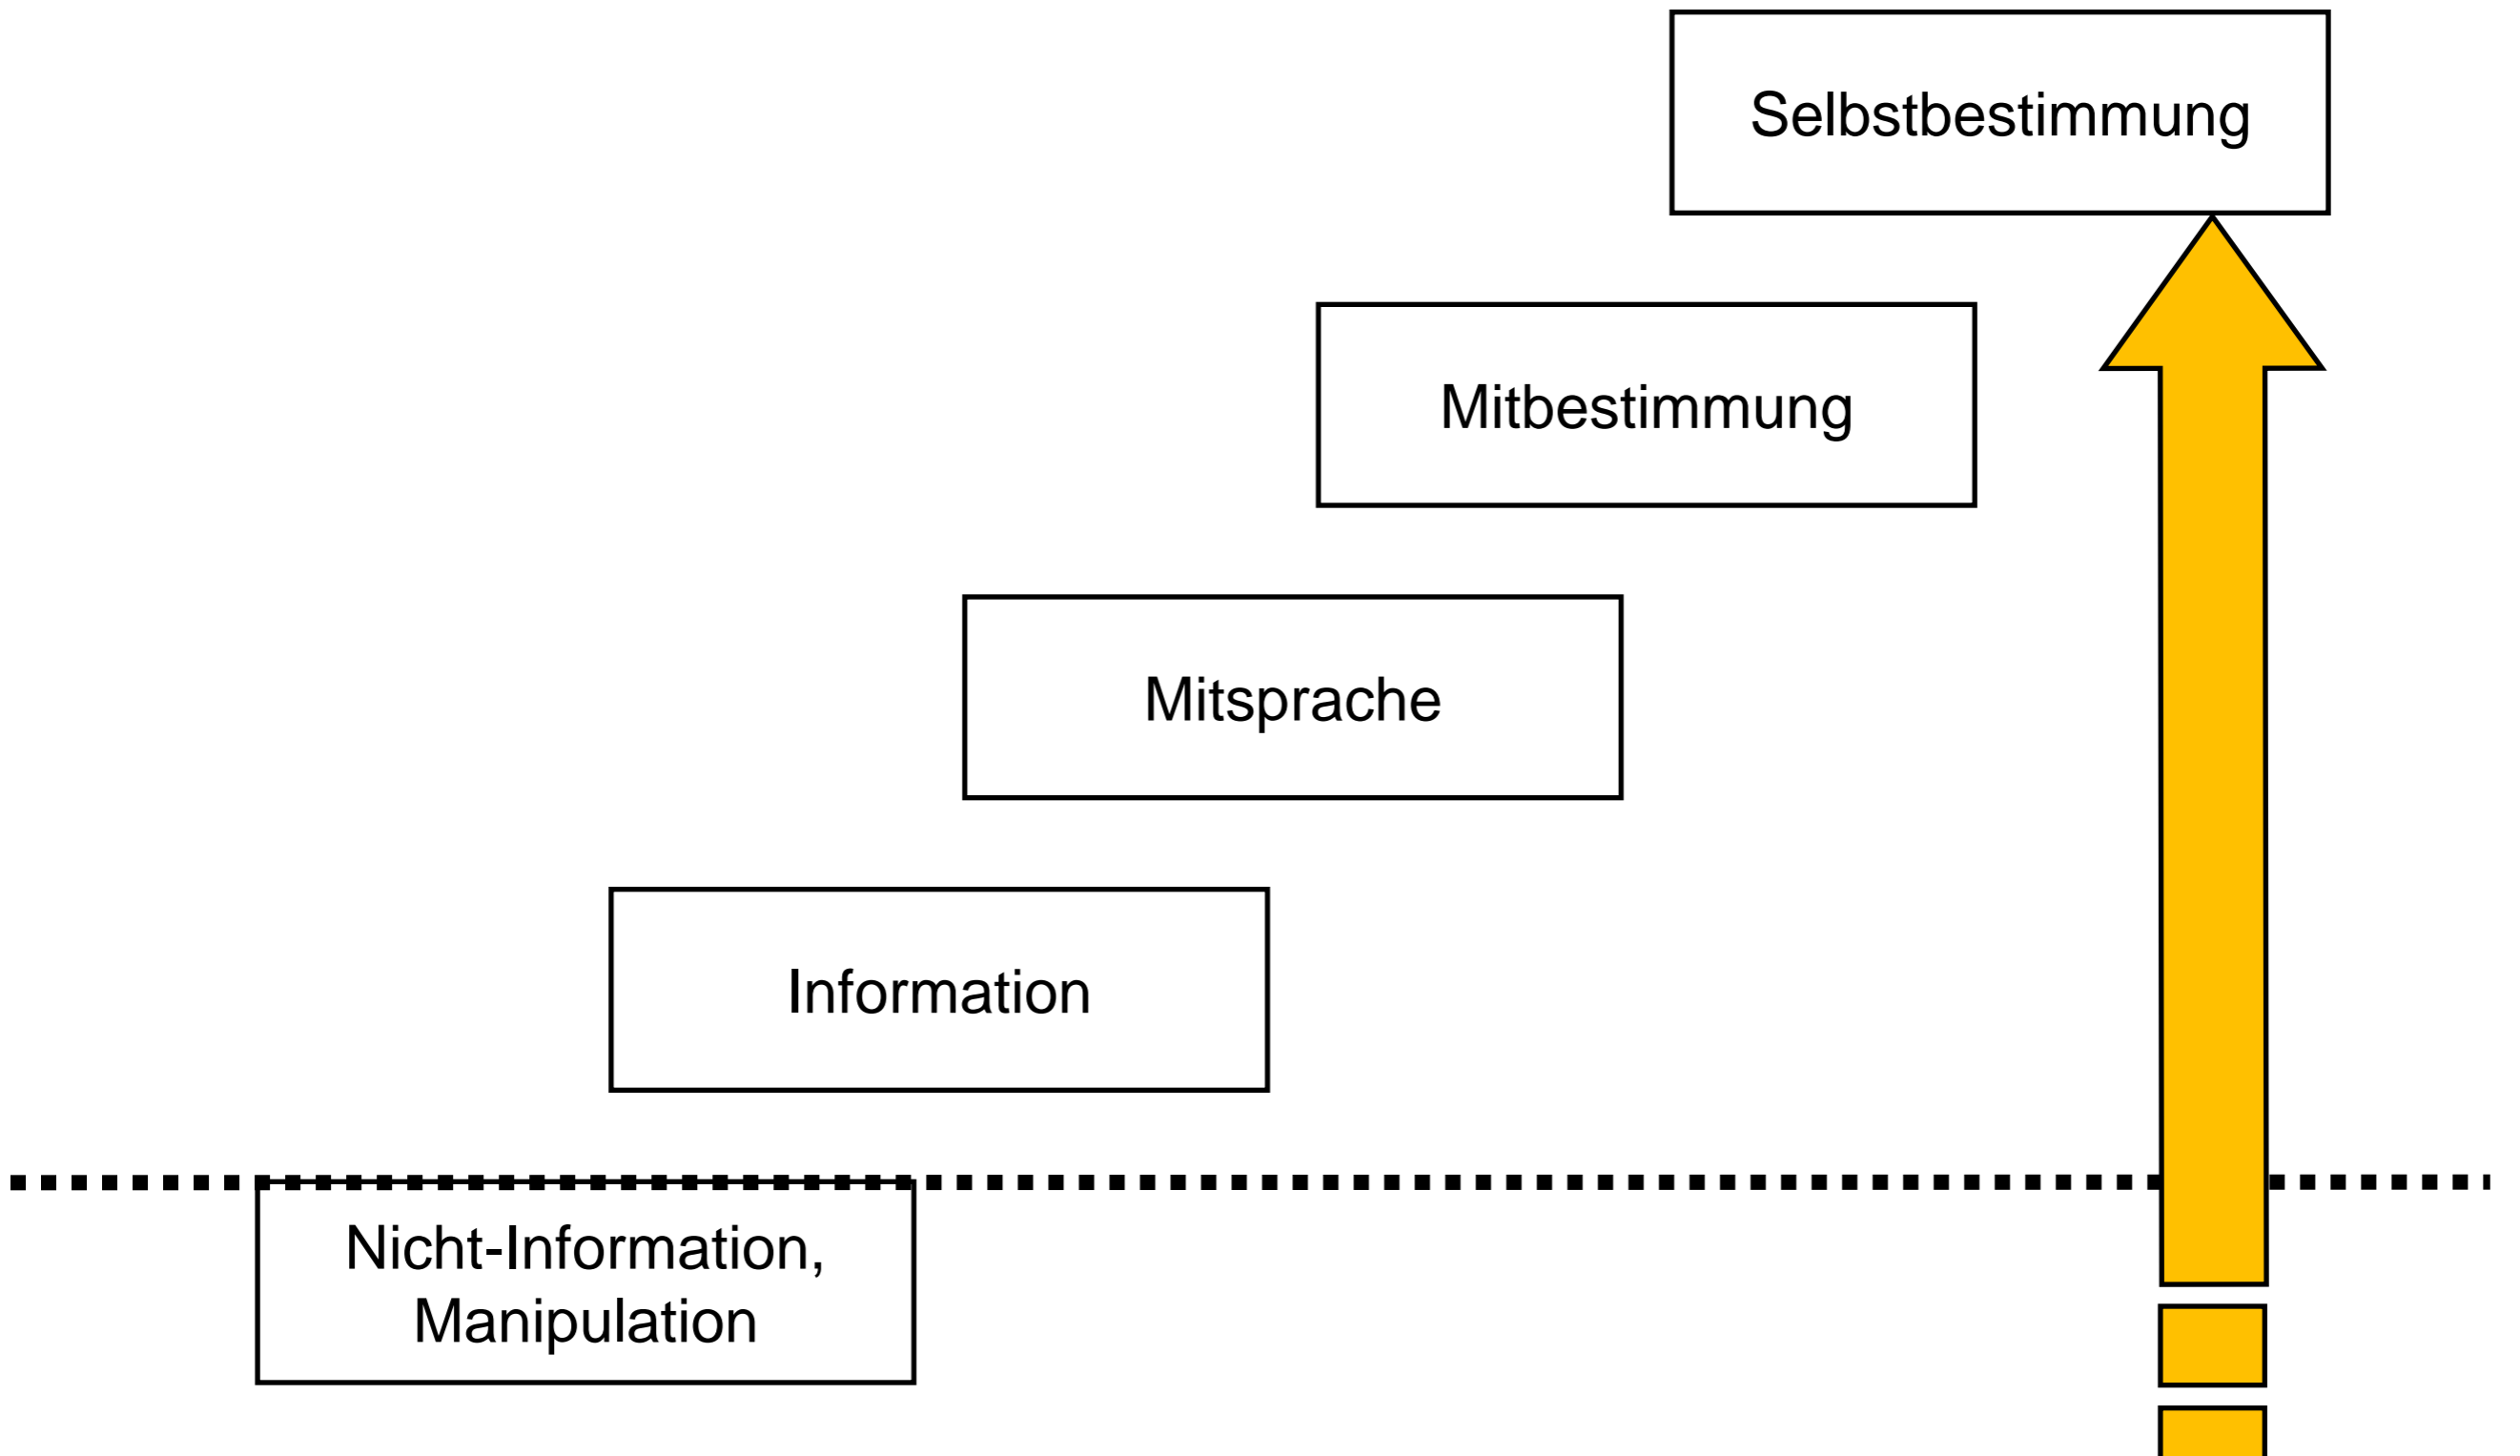 Selbstbestimmung
Mitbestimmung
Mitsprache
Information
Nicht-Information,
Manipulation